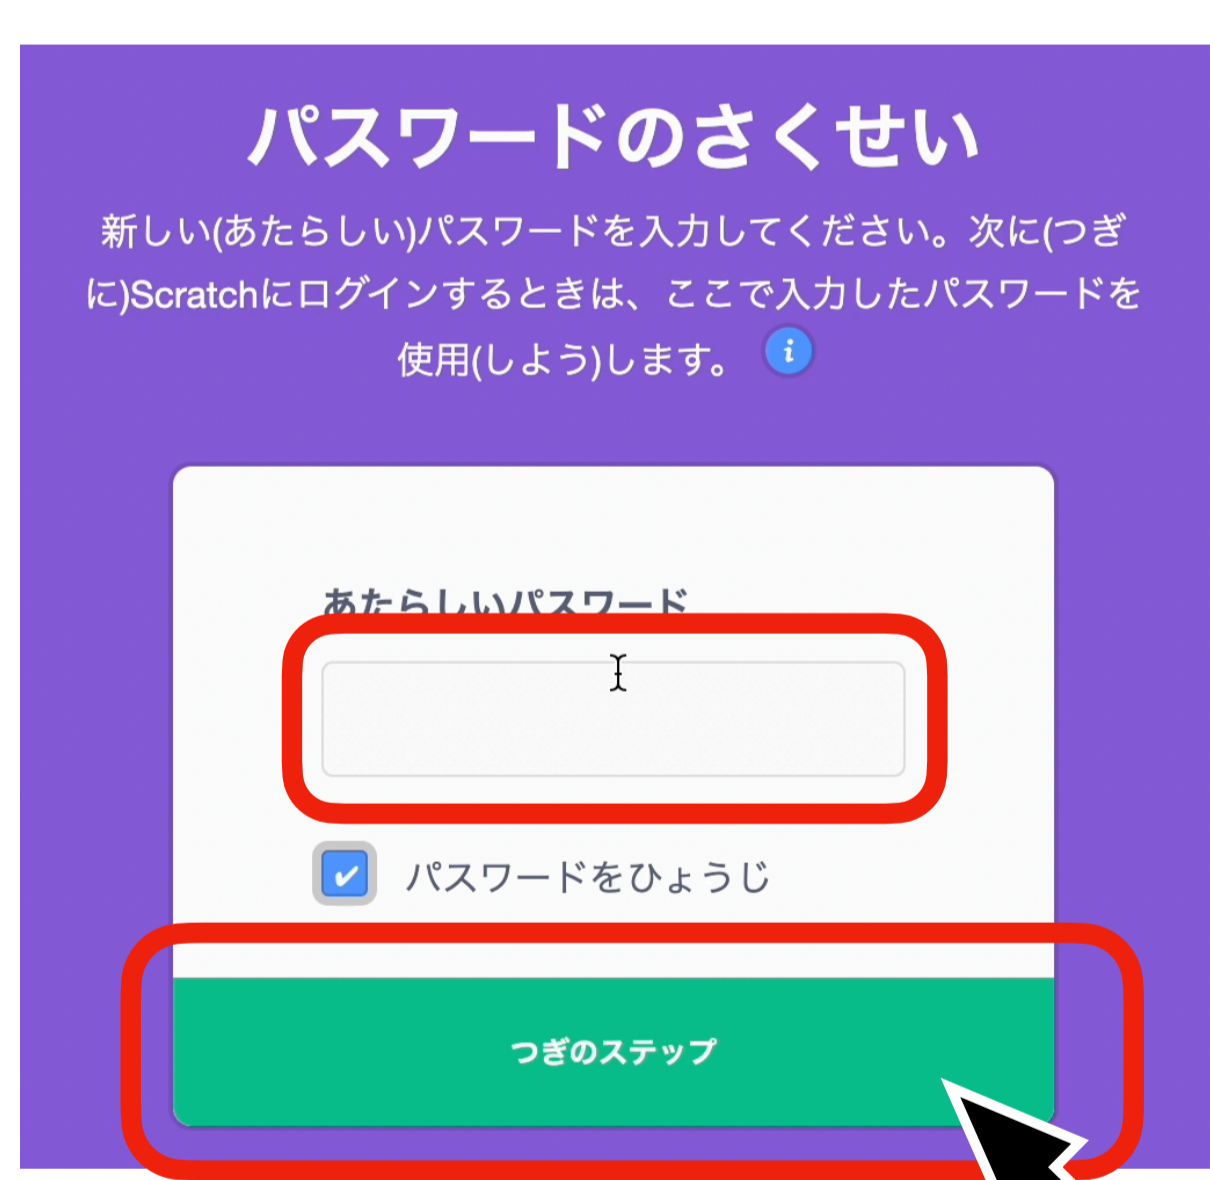 パスワードのさくせい
新しい(あたらしい)パスワードを入力してください。次に(つぎ
に)Scratchにログインするときは、ここで入力したパスワードを
使用(しよう)します。 i
あたらしいパスワード
パスワードをひょうじ
つぎのステップ